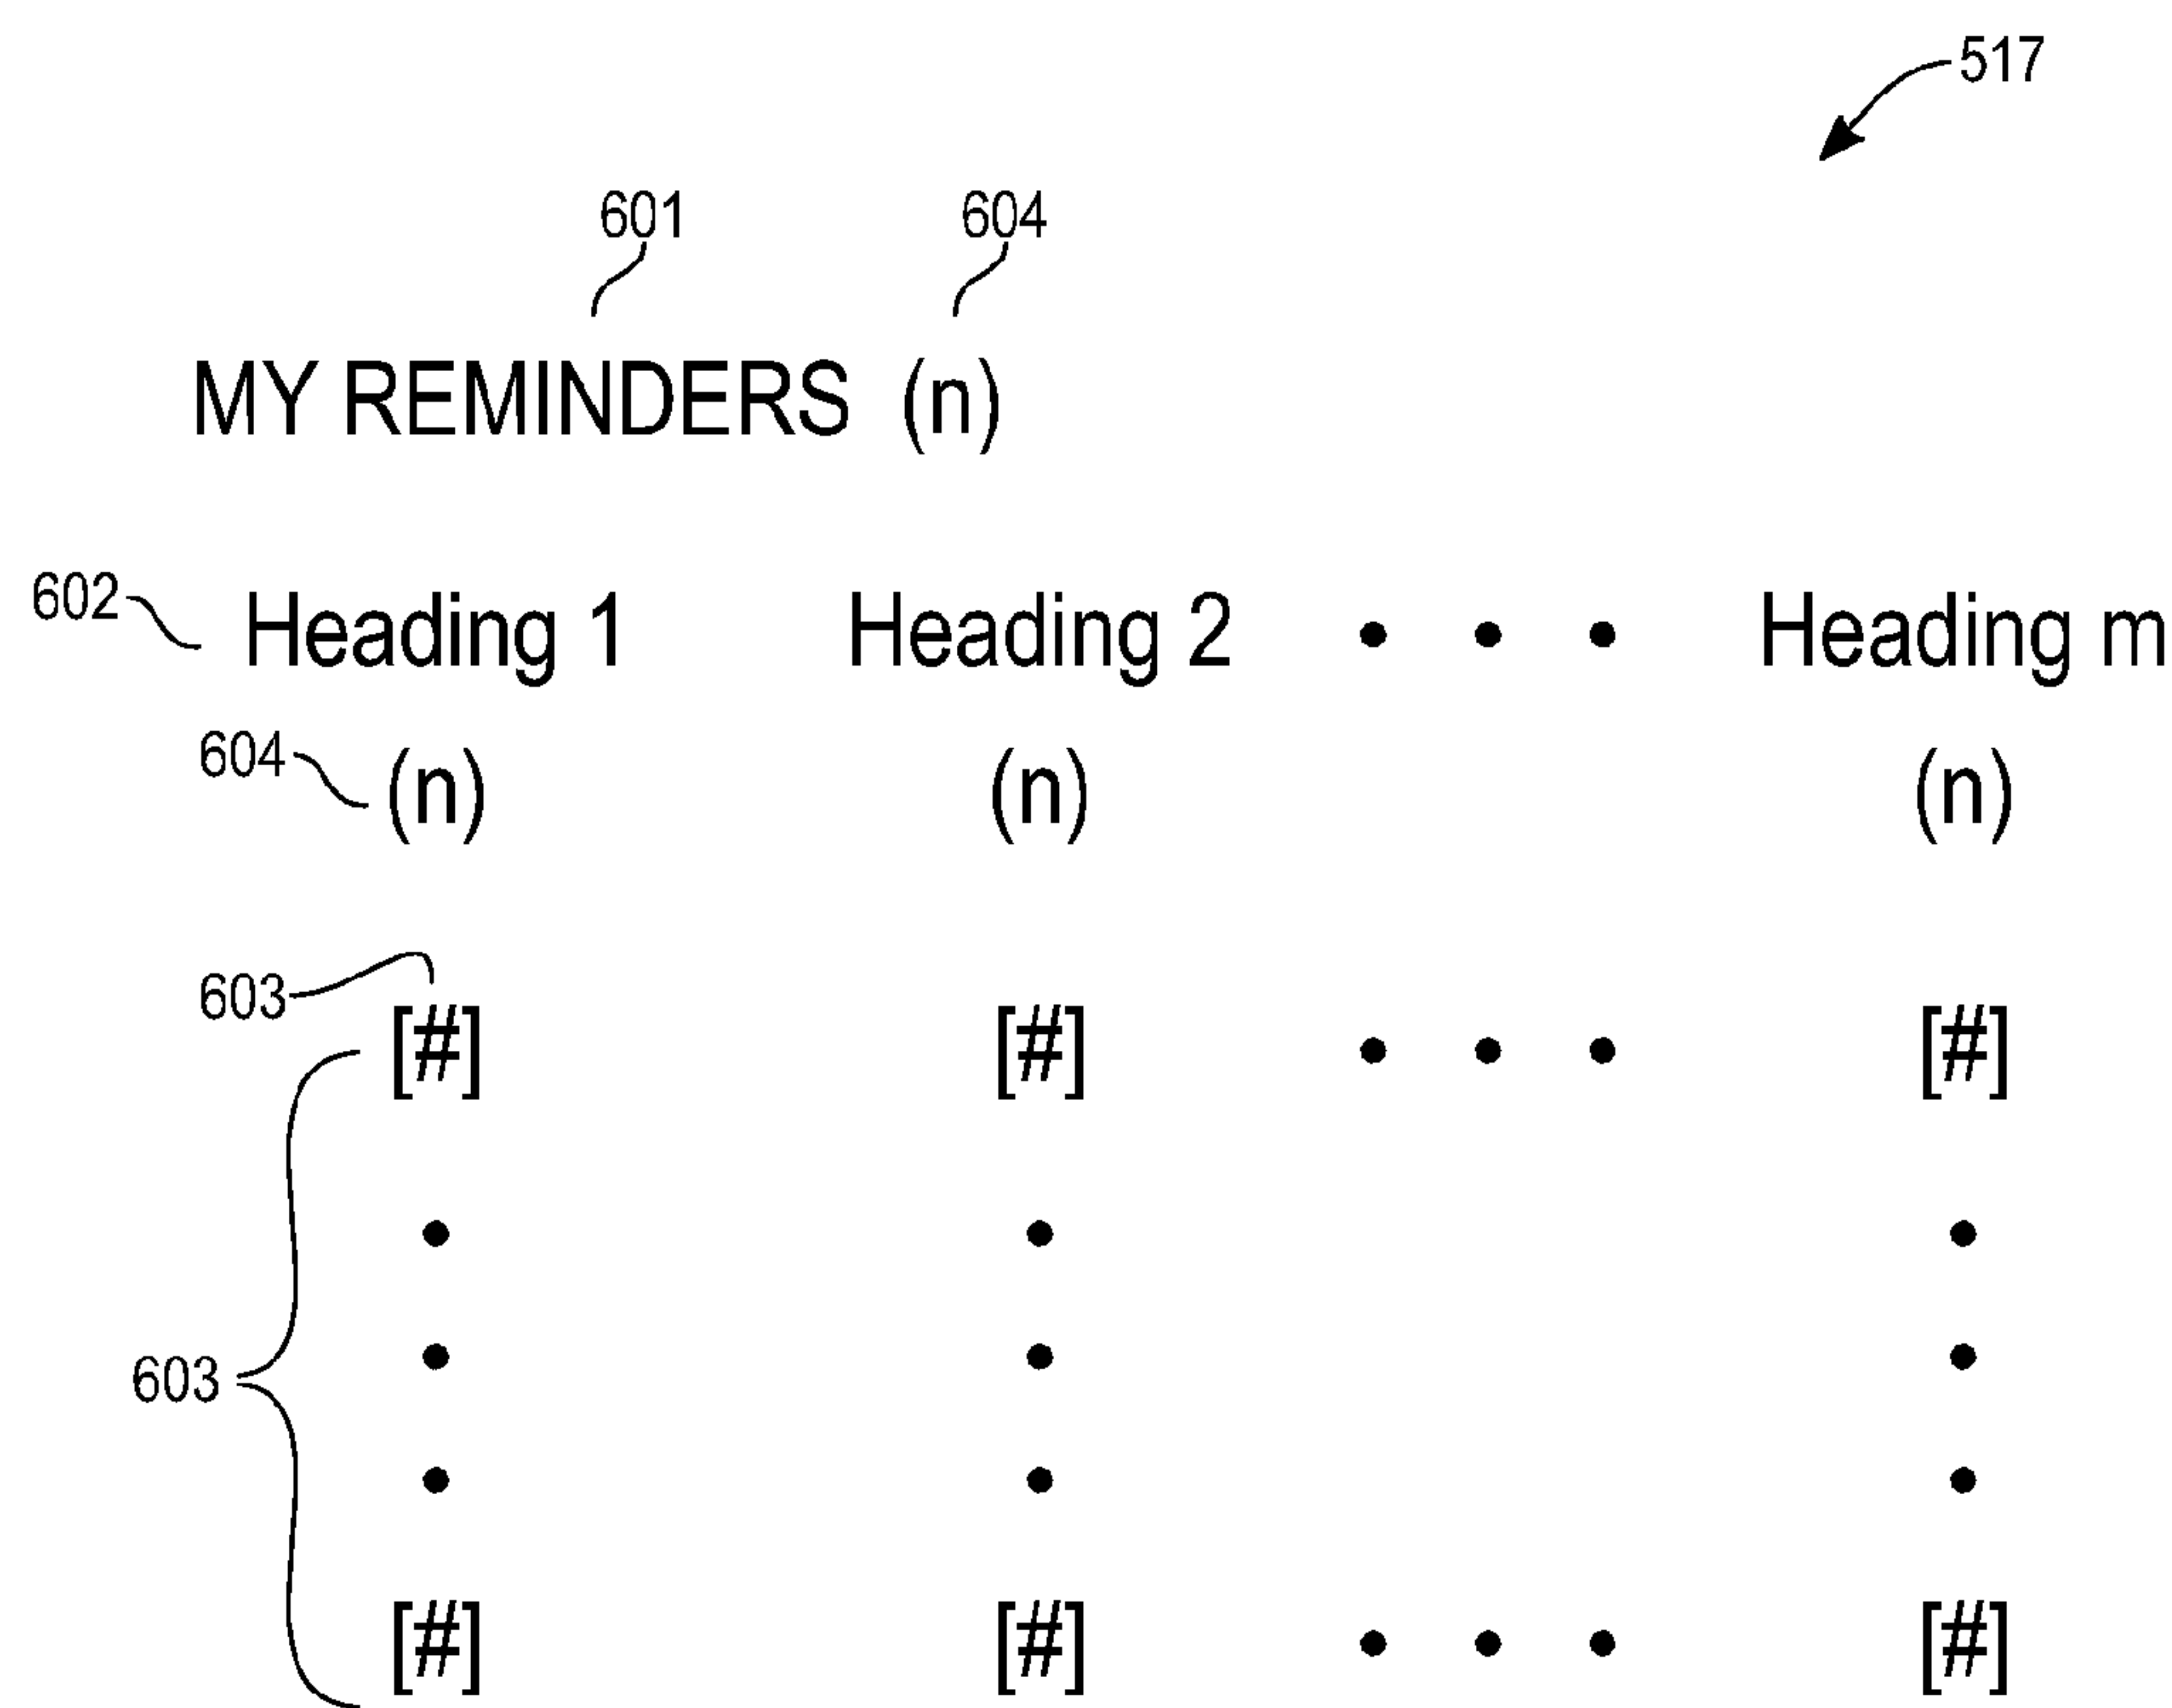 517
601 604
MY REMINDERS (n)
602 Heading 1 Heading 2 • • • Heading m
604 (n) (n) (n)
603
[#] [#] • • • [#]
• • •
• • •
603
• • •
[#] [#] • • • [#]